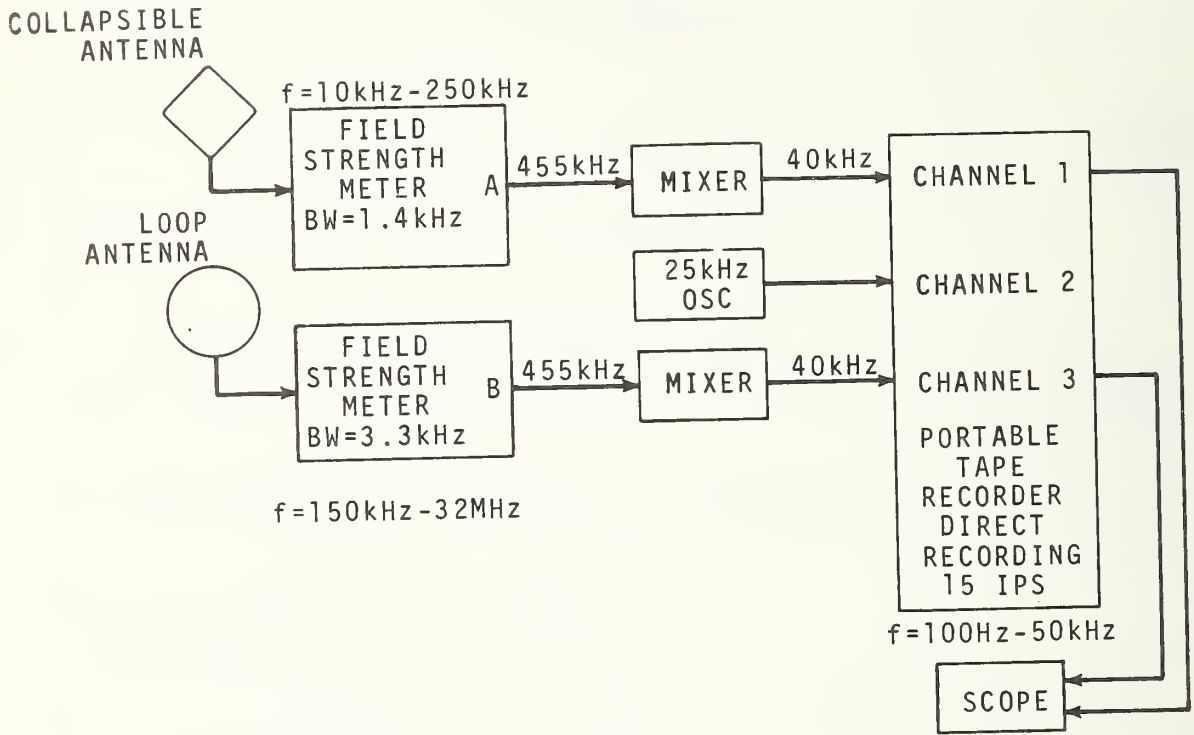 COLLAPSIBLE
ANTENNA
f=10kHz-250kHz
FIELD
STRENGTH
METER A
BW=1.4kHz
455kHz
MIXER
40kHz
CHANNEL 1
LOOP
ANTENNA
25kHz
OSC
CHANNEL 2
FIELD
STRENGTH
METER B
BW=3.3kHz
455kHz
MIXER
40kHz
CHANNEL 3
PORTABLE
TAPE
RECORDER
DIRECT
RECORDING
15 IPS
f=150kHz-32MHz
f=100Hz-50kHz
SCOPE